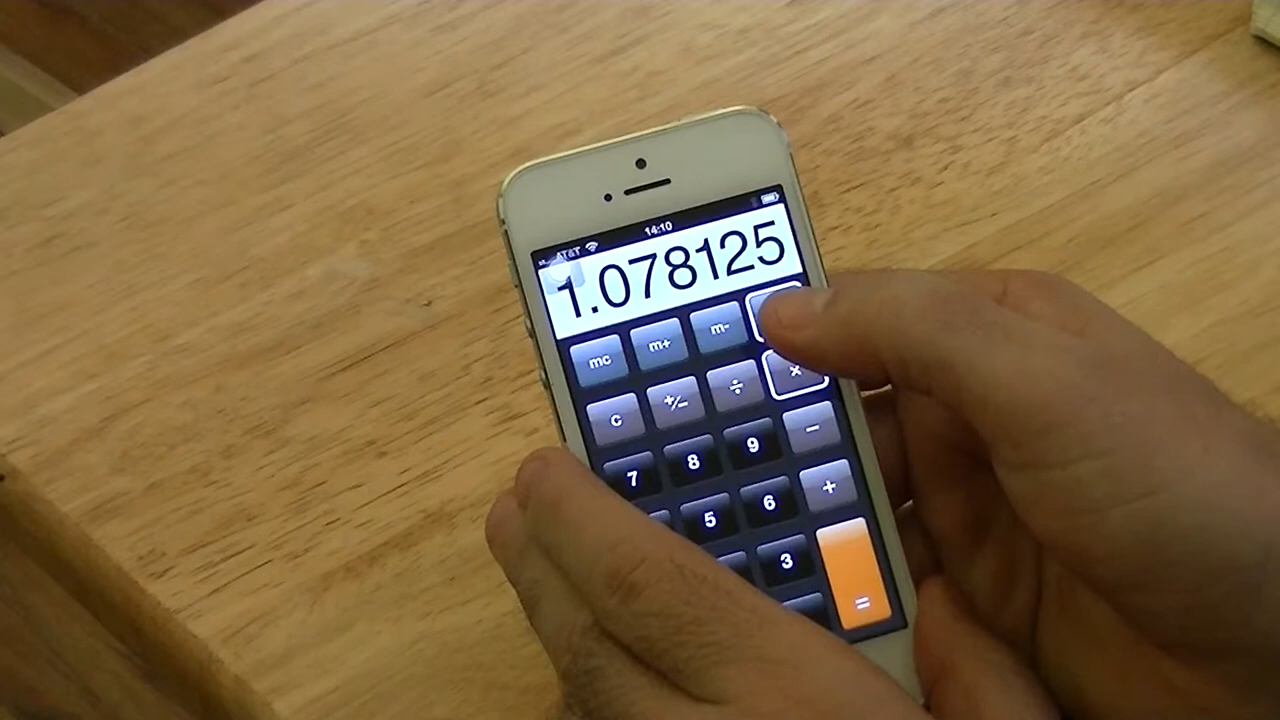 AT&T 14:10
1.078125
mc m+ m-
c +/− ÷ ×
7 8 9 −
5 6 +
3
=